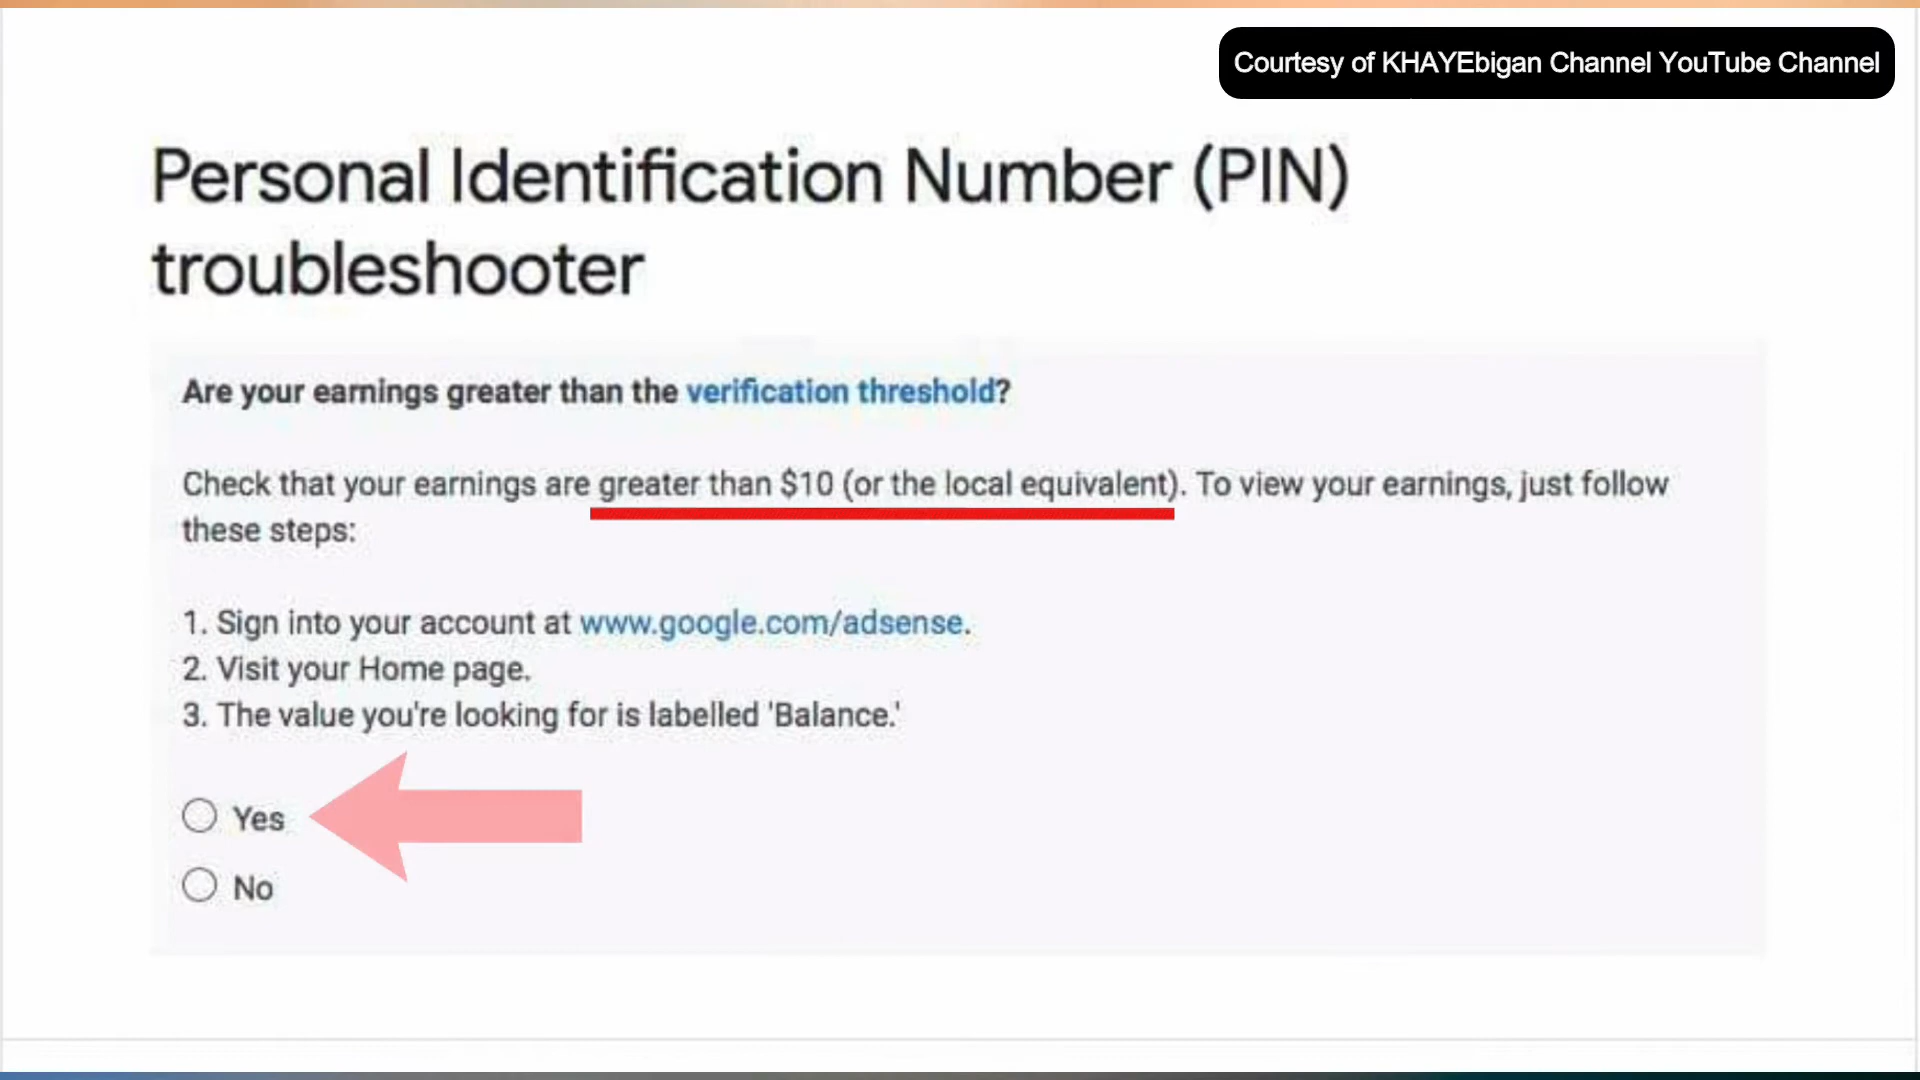 Courtesy of KHAYEbigan Channel YouTube Channel
Personal Identification Number (PIN)
troubleshooter
Are your earnings greater than the verification threshold?
Check that your earnings are greater than $10 (or the local equivalent). To view your earnings, just follow
these steps:
1. Sign into your account at www.google.com/adsense.
2. Visit your Home page.
3. The value you're looking for is labelled 'Balance.'
Yes
No